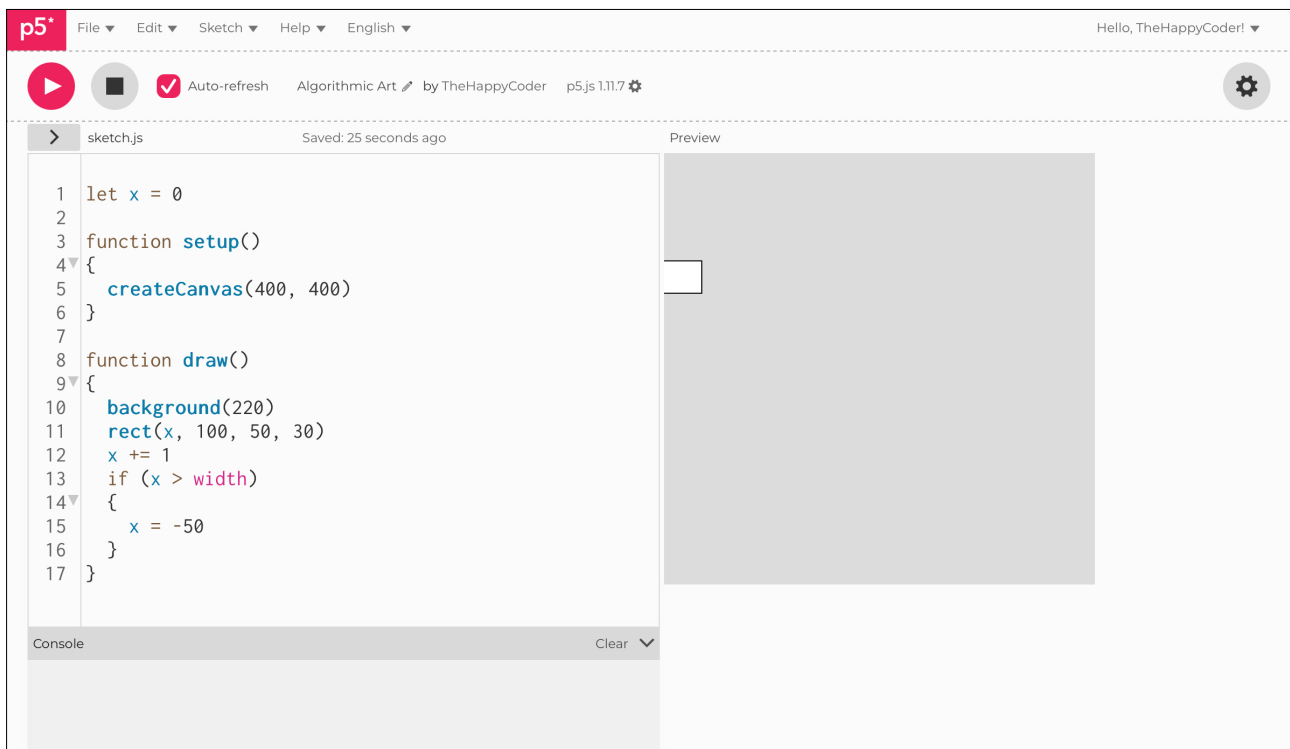 p5* File Edit Sketch Help English Hello, TheHappyCoder!
Auto-refresh Algorithmic Art by TheHappyCoder p5.js 1.11.7
sketch.js Saved: 25 seconds ago Preview
1 let x = 0
2
3 function setup()
4 {
5 createCanvas(400, 400)
6 }
7
8 function draw()
9 {
10 background(220)
11 rect(x, 100, 50, 30)
12 x += 1
13 if (x > width)
14 {
15 x = -50
16 }
17 }
Console Clear